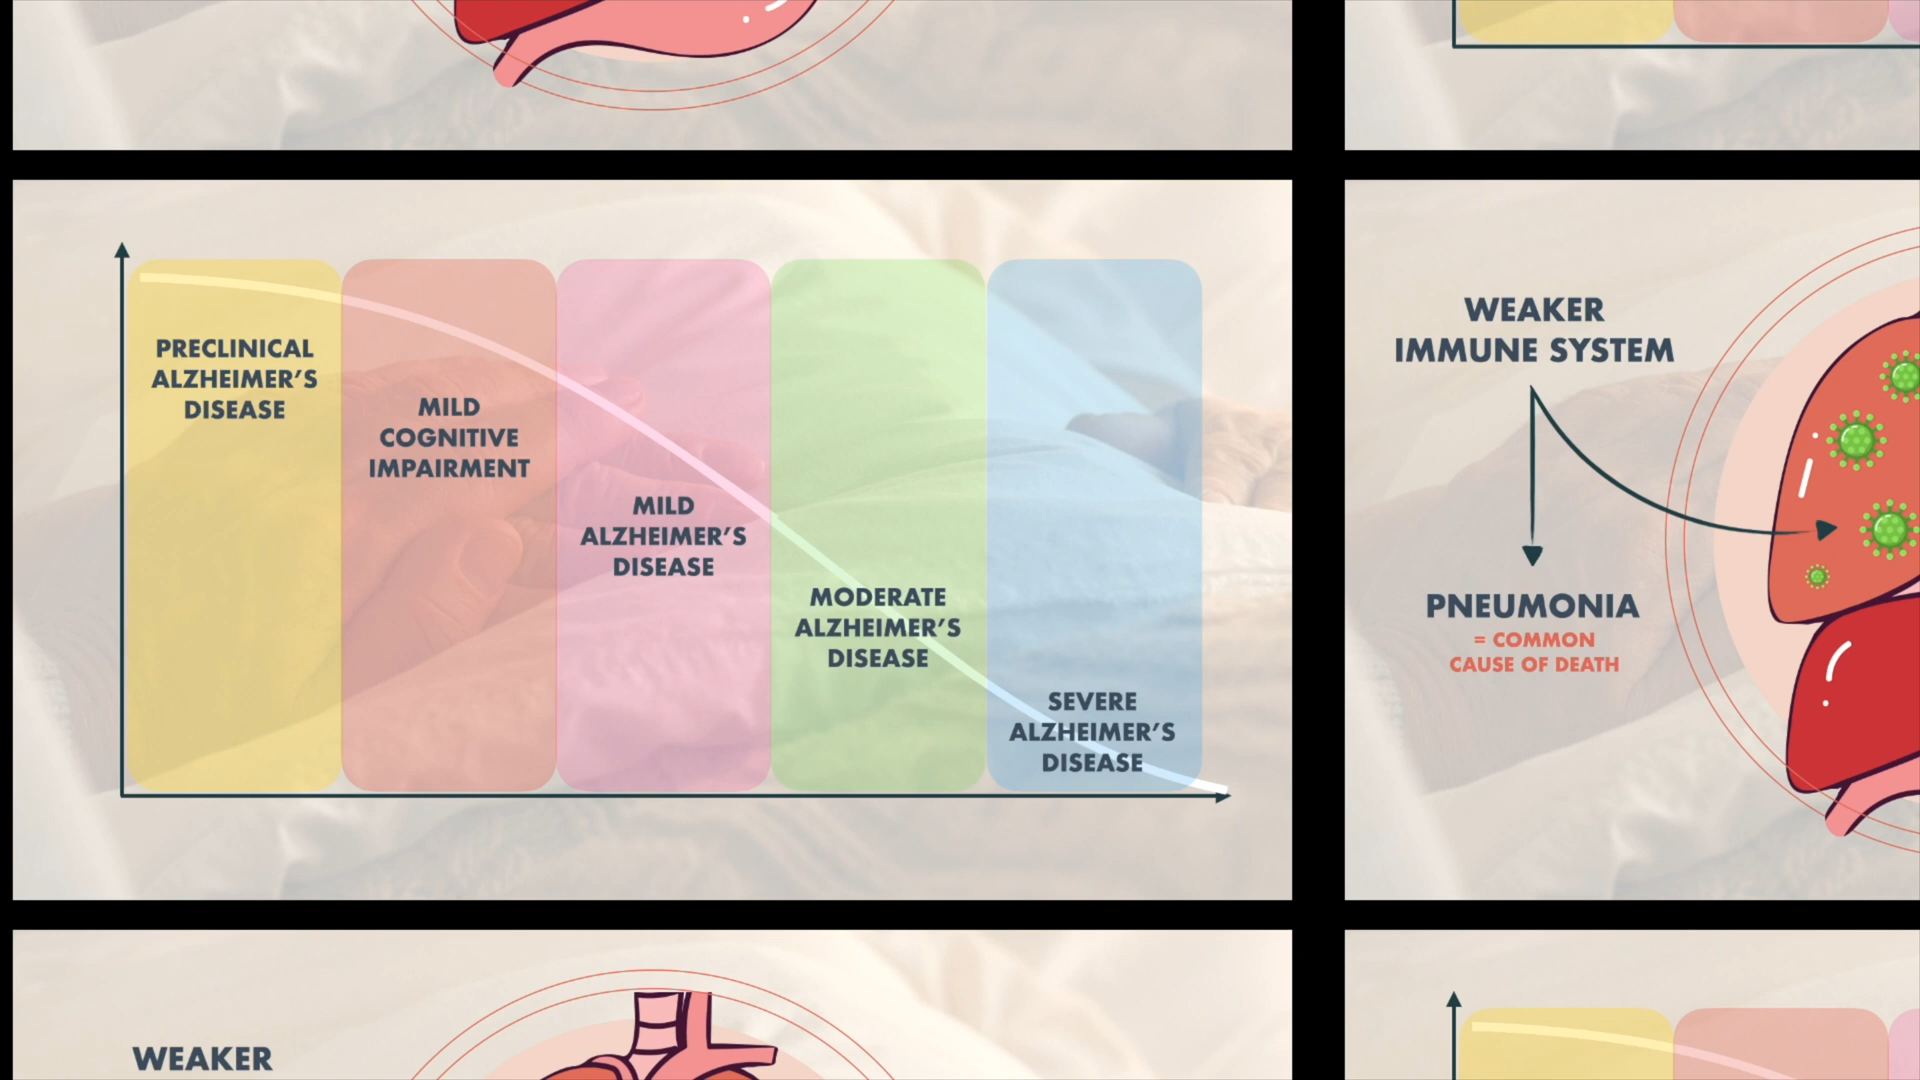 PRECLINICAL
ALZHEIMER'S
DISEASE
MILD
COGNITIVE
IMPAIRMENT
MILD
ALZHEIMER'S
DISEASE
MODERATE
ALZHEIMER'S
DISEASE
SEVERE
ALZHEIMER'S
DISEASE
WEAKER
IMMUNE SYSTEM
PNEUMONIA
= COMMON
CAUSE OF DEATH
WEAKER